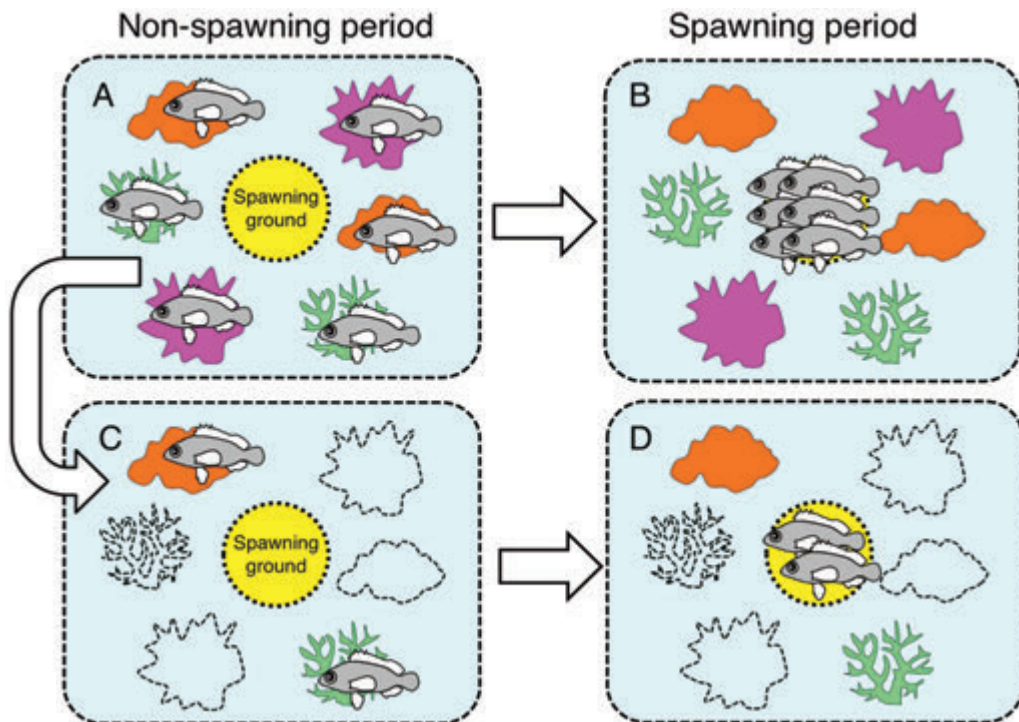 Non-spawning period
Spawning period
A
Spawning
ground
B
C
Spawning
ground
D